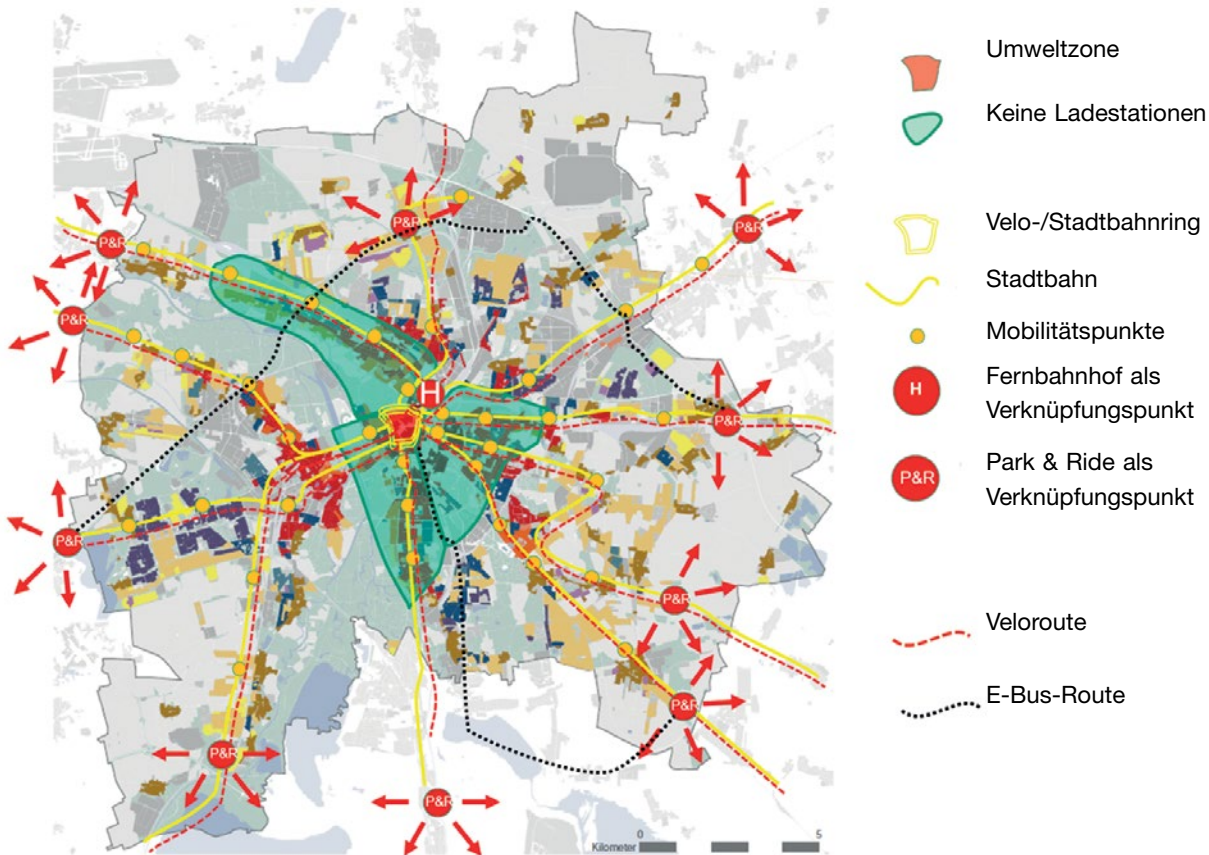 P&R
P&R
P&R
P&R
H
P&R
P&R
P&R
P&R
P&R
P&R
0 5
Kilometer
Umweltzone
Keine Ladestationen
Velo-/Stadtbahnring
Stadtbahn
Mobilitätspunkte
H
Fernbahnhof als
Verknüpfungspunkt
P&R
Park & Ride als
Verknüpfungspunkt
Veloroute
E-Bus-Route